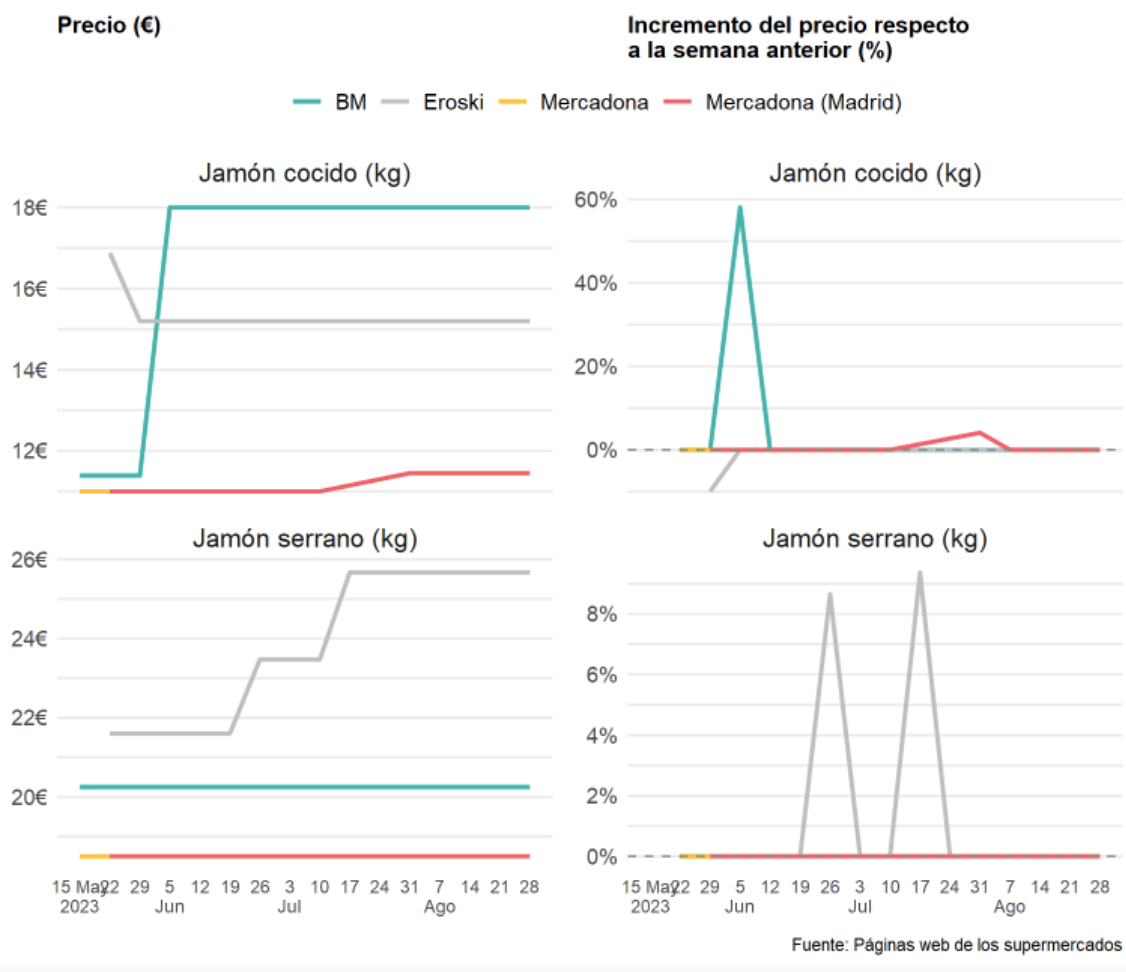 Precio (€)
Incremento del precio respecto
a la semana anterior (%)
BM Eroski Mercadona Mercadona (Madrid)
Jamón cocido (kg)
18€
16€
14€
12€
Jamón cocido (kg)
60%
40%
20%
0%
Jamón serrano (kg)
26€
24€
22€
20€
15 May 22 29 5 12 19 26 3 10 17 24 31 7 14 21 28
2023 Jun Jul Ago
Jamón serrano (kg)
8%
6%
4%
2%
0%
15 May 22 29 5 12 19 26 3 10 17 24 31 7 14 21 28
2023 Jun Jul Ago
Fuente: Páginas web de los supermercados